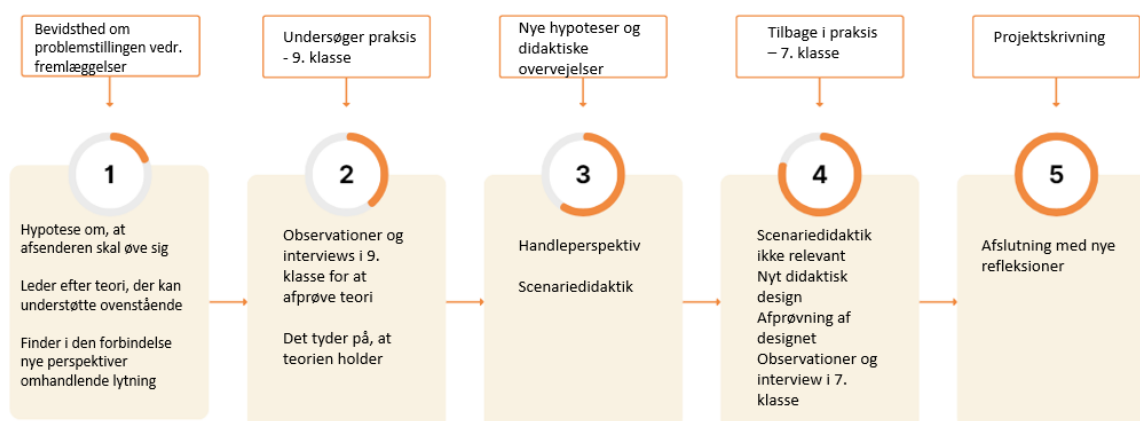 Bevidsthed om
problemstillingen vedr.
fremlæggelser
Undersøger praksis
- 9. klasse
Nye hypoteser og
didaktiske
overvejelser
Tilbage i praksis
– 7. klasse
Projektskrivning
1
2
3
4
5
Hypotese om, at
afsenderen skal øve sig
Leder efter teori, der kan
understøtte ovenstående
Finder i den forbindelse
nye perspektiver
omhandlende lytning
Observationer og
interviews i 9.
klasse for at
afprøve teori
Det tyder på, at
teorien holder
Handleperspektiv
Scenariedidaktik
Scenariedidaktik
ikke relevant
Nyt didaktisk
design
Afprøvning af
designet
Observationer og
interview i 7.
klasse
Afslutning med nye
refleksioner